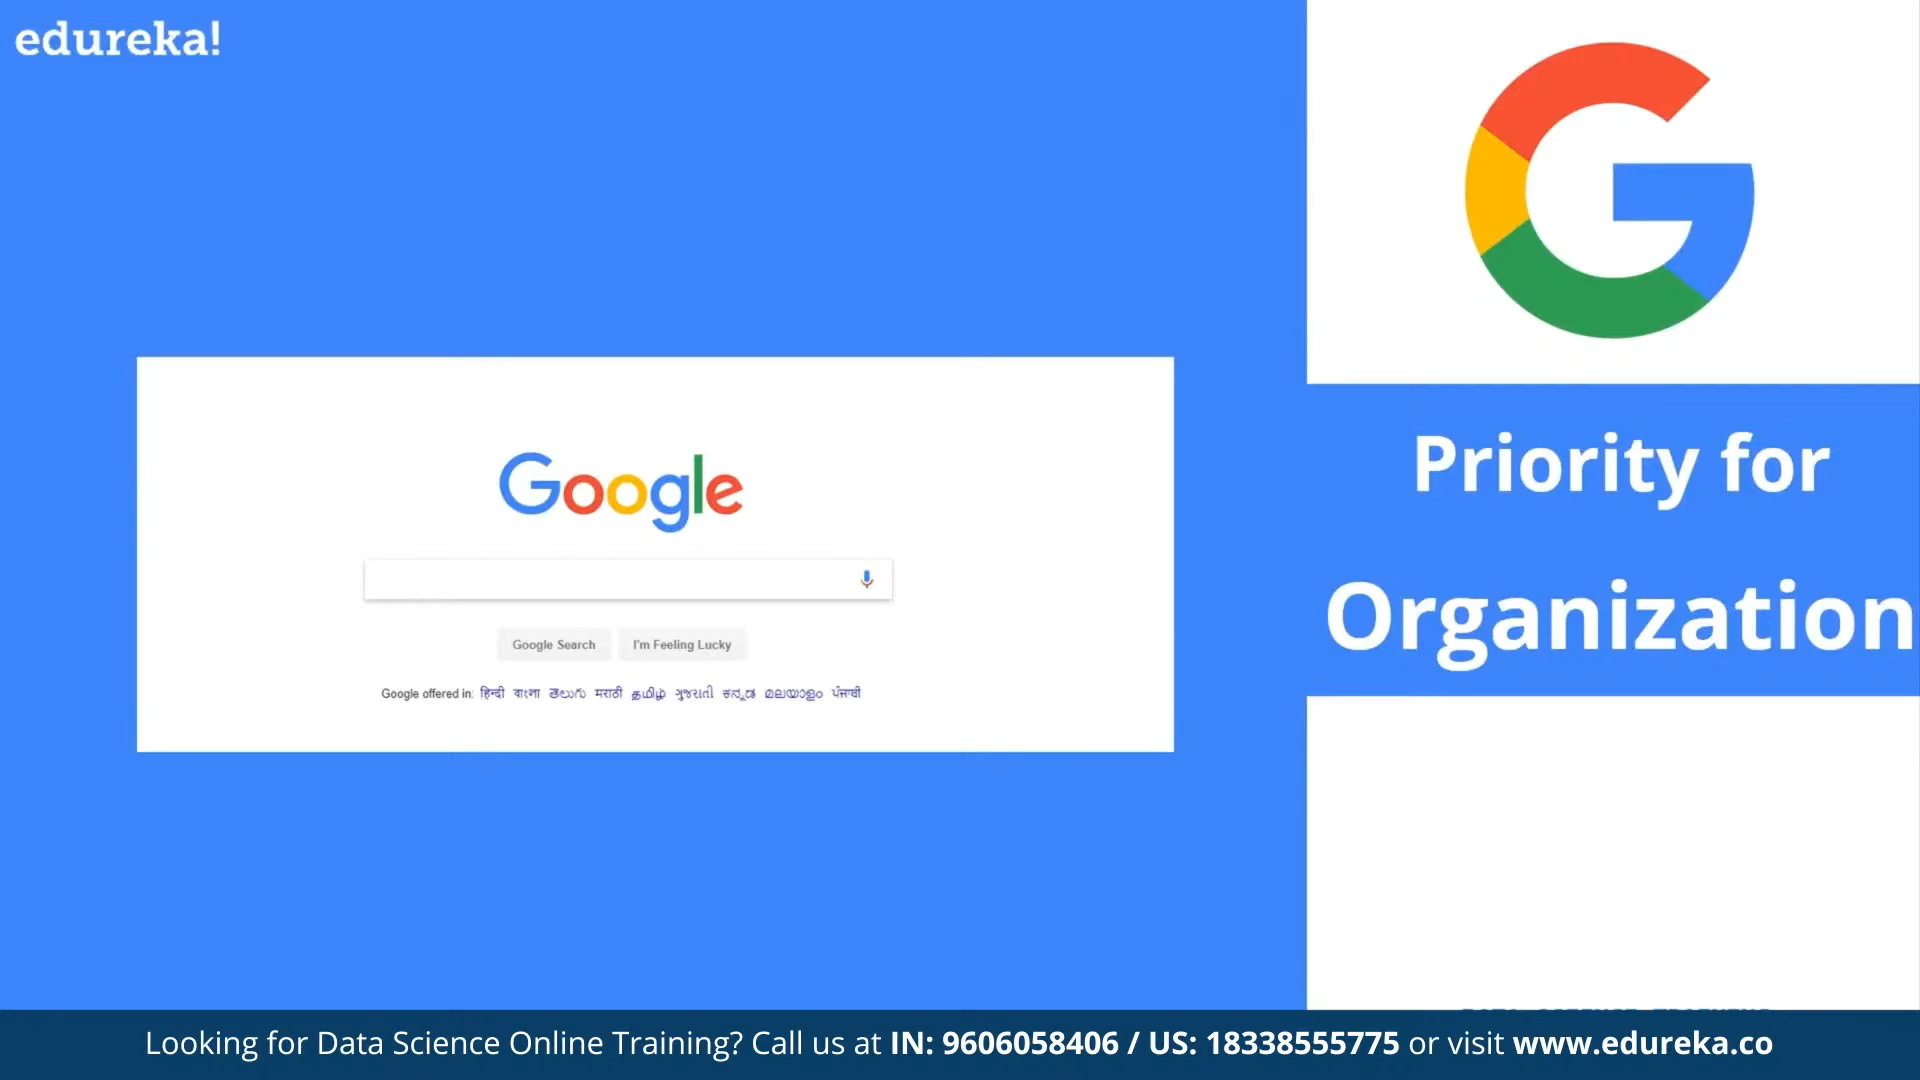 edureka!
Priority for
Organization
Google
Google Search
I'm Feeling Lucky
Google offered in: हिन्दी বাংলা తెలుగు मराठी தமிழ் ગુજરાતી ಕನ್ನಡ മലയാളം ਪੰਜਾਬੀ
Looking for Data Science Online Training? Call us at IN: 9606058406 / US: 18338555775 or visit www.edureka.co